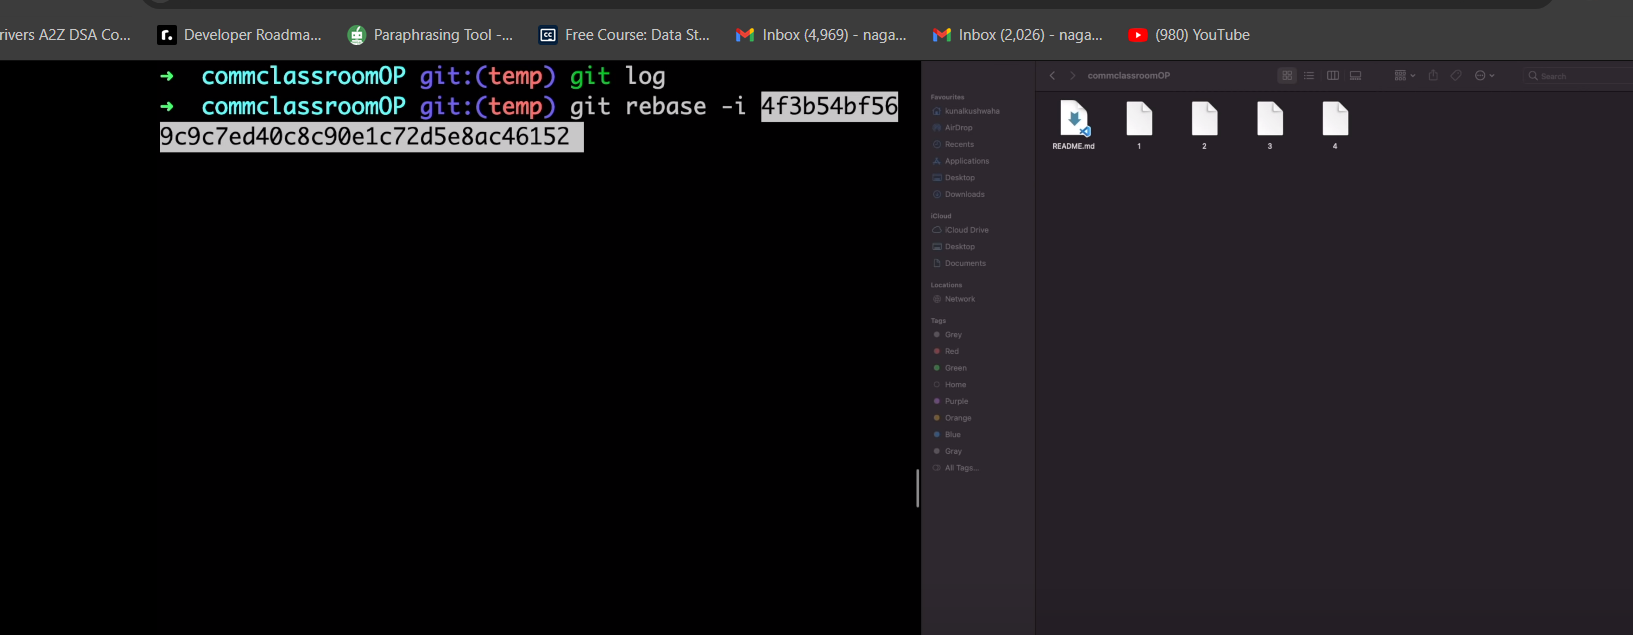 rivers A2Z DSA Co... Developer Roadma... Paraphrasing Tool -... Free Course: Data St... Inbox (4,969) - naga... Inbox (2,026) - naga... (980) YouTube
➜ commclassroomOP git:(temp) git log
➜ commclassroomOP git:(temp) git rebase -i 4f3b54bf56
9c9c7ed40c8c90e1c72d5e8ac46152
commclassroomOP
Search
Favourites
kunalkushwaha
AirDrop
Recents
Applications
Desktop
Downloads
iCloud
iCloud Drive
Desktop
Documents
Locations
Network
Tags
Grey
Red
Green
Home
Purple
Orange
Blue
Gray
All Tags...
README.md 1 2 3 4